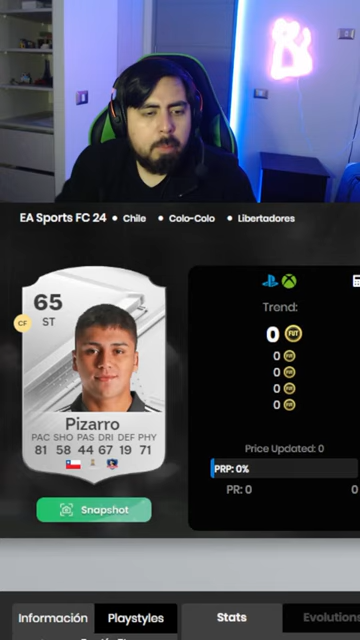 EA Sports FC 24 • Chile • Colo-Colo • Libertadores
65
CF
ST
Pizarro
PAC SHO PAS DRI DEF PHY
81 58 44 67 19 71
Snapshot
Trend:
0 FUT
0
0
0
0
Price Updated: 0
PRP: 0%
PR: 0 0
Información Playstyles Stats Evolution